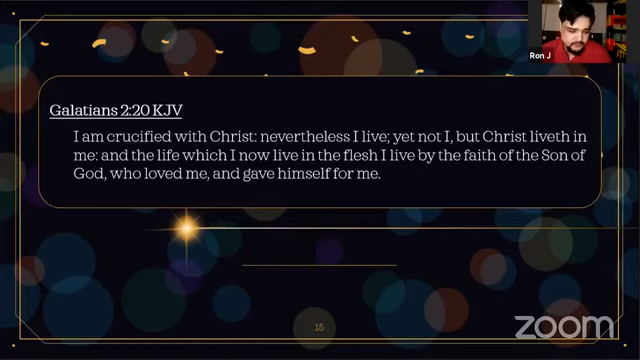 Ron J
Galatians 2:20 KJV
I am crucified with Christ: nevertheless I live; yet not I, but Christ liveth in
me: and the life which I now live in the flesh I live by the faith of the Son of
God, who loved me, and gave himself for me.
15
zoom